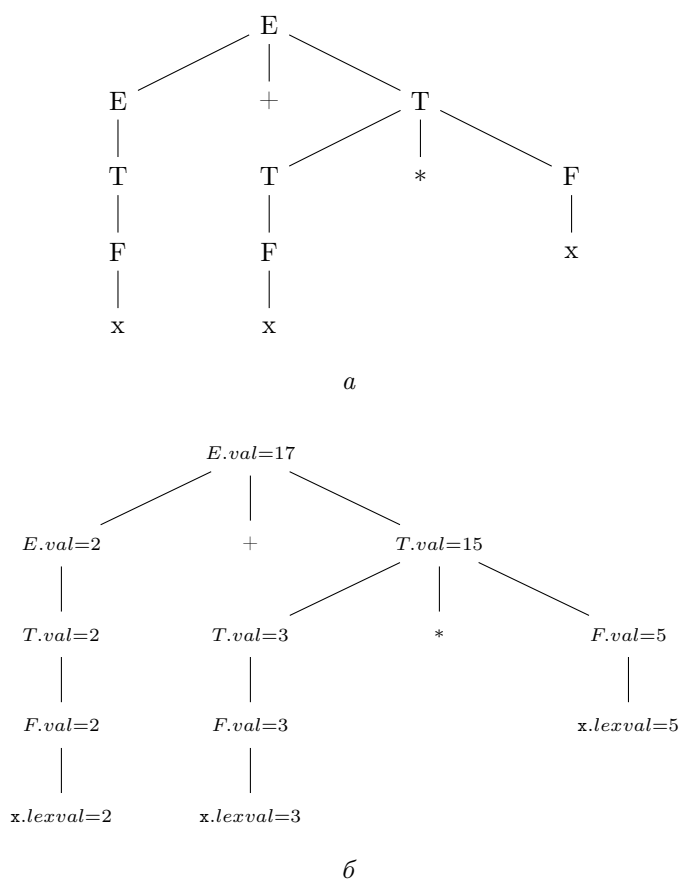 E
E + T
T T * F
F F x
x x
а
E.val=17
E.val=2 + T.val=15
T.val=2 T.val=3 * F.val=5
F.val=2 F.val=3 x.lexval=5
x.lexval=2 x.lexval=3
б